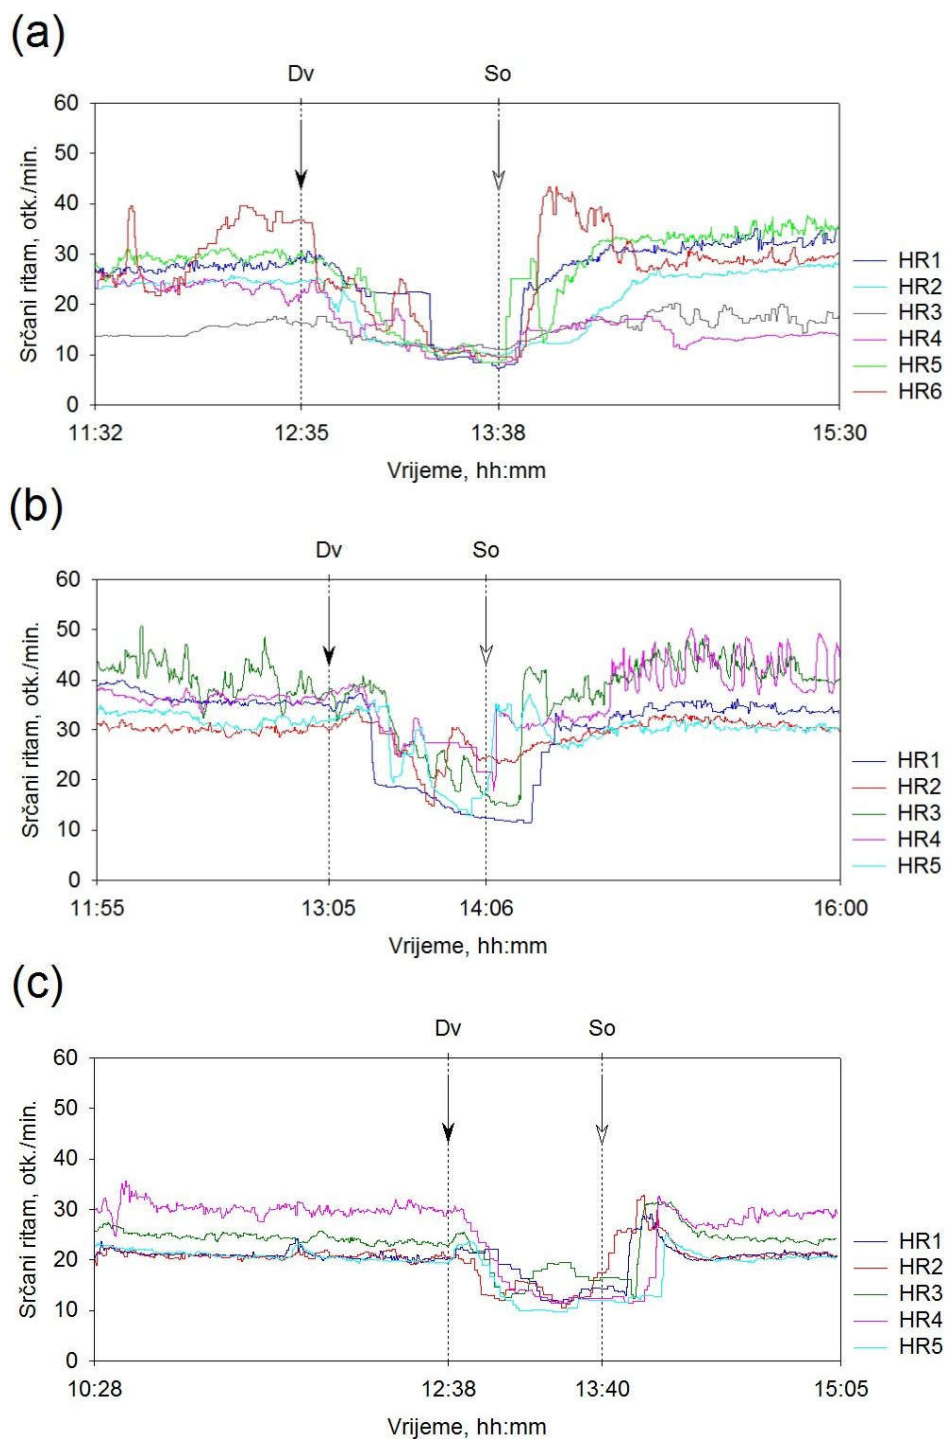 (a)
Dv So
60
50
40
30
20
10
0
Srčani ritam, otk./min.
HR1
HR2
HR3
HR4
HR5
HR6
11:32 12:35 13:38 15:30
Vrijeme, hh:mm
(b)
Dv So
60
50
40
30
20
10
0
Srčani ritam, otk./min.
HR1
HR2
HR3
HR4
HR5
11:55 13:05 14:06 16:00
Vrijeme, hh:mm
(c)
Dv So
60
50
40
30
20
10
0
Srčani ritam, otk./min.
HR1
HR2
HR3
HR4
HR5
10:28 12:38 13:40 15:05
Vrijeme, hh:mm